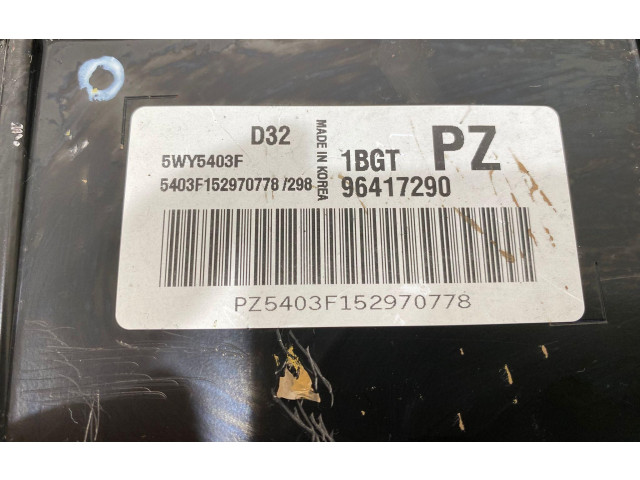 D32
MADE IN KOREA
1BGT
PZ
5WY5403F
5403F152970778 /298
96417290
PZ5403F152970778